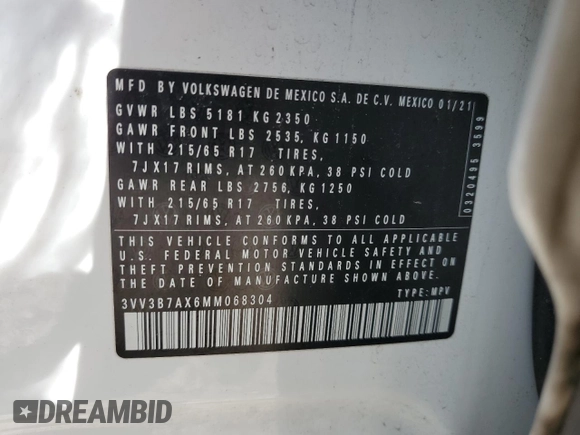 MFD BY VOLKSWAGEN DE MEXICO S.A. DE C.V. MEXICO 01/21
GVWR LBS 5181 KG 2350
GAWR FRONT LBS 2535, KG 1150
WITH 215/65 R17 TIRES,
7JX17 RIMS, AT 260 KPA, 38 PSI COLD
GAWR REAR LBS 2756, KG 1250
WITH 215/65 R17 TIRES,
7JX17 RIMS, AT 260 KPA, 38 PSI COLD
THIS VEHICLE CONFORMS TO ALL APPLICABLE
U.S. FEDERAL MOTOR VEHICLE SAFETY AND
THEFT PREVENTION STANDARDS IN EFFECT ON
THE DATE OF MANUFACTURE SHOWN ABOVE.
3VV3B7AX6MM068304 TYPE: MPV
0320495 3599
DREAMBID